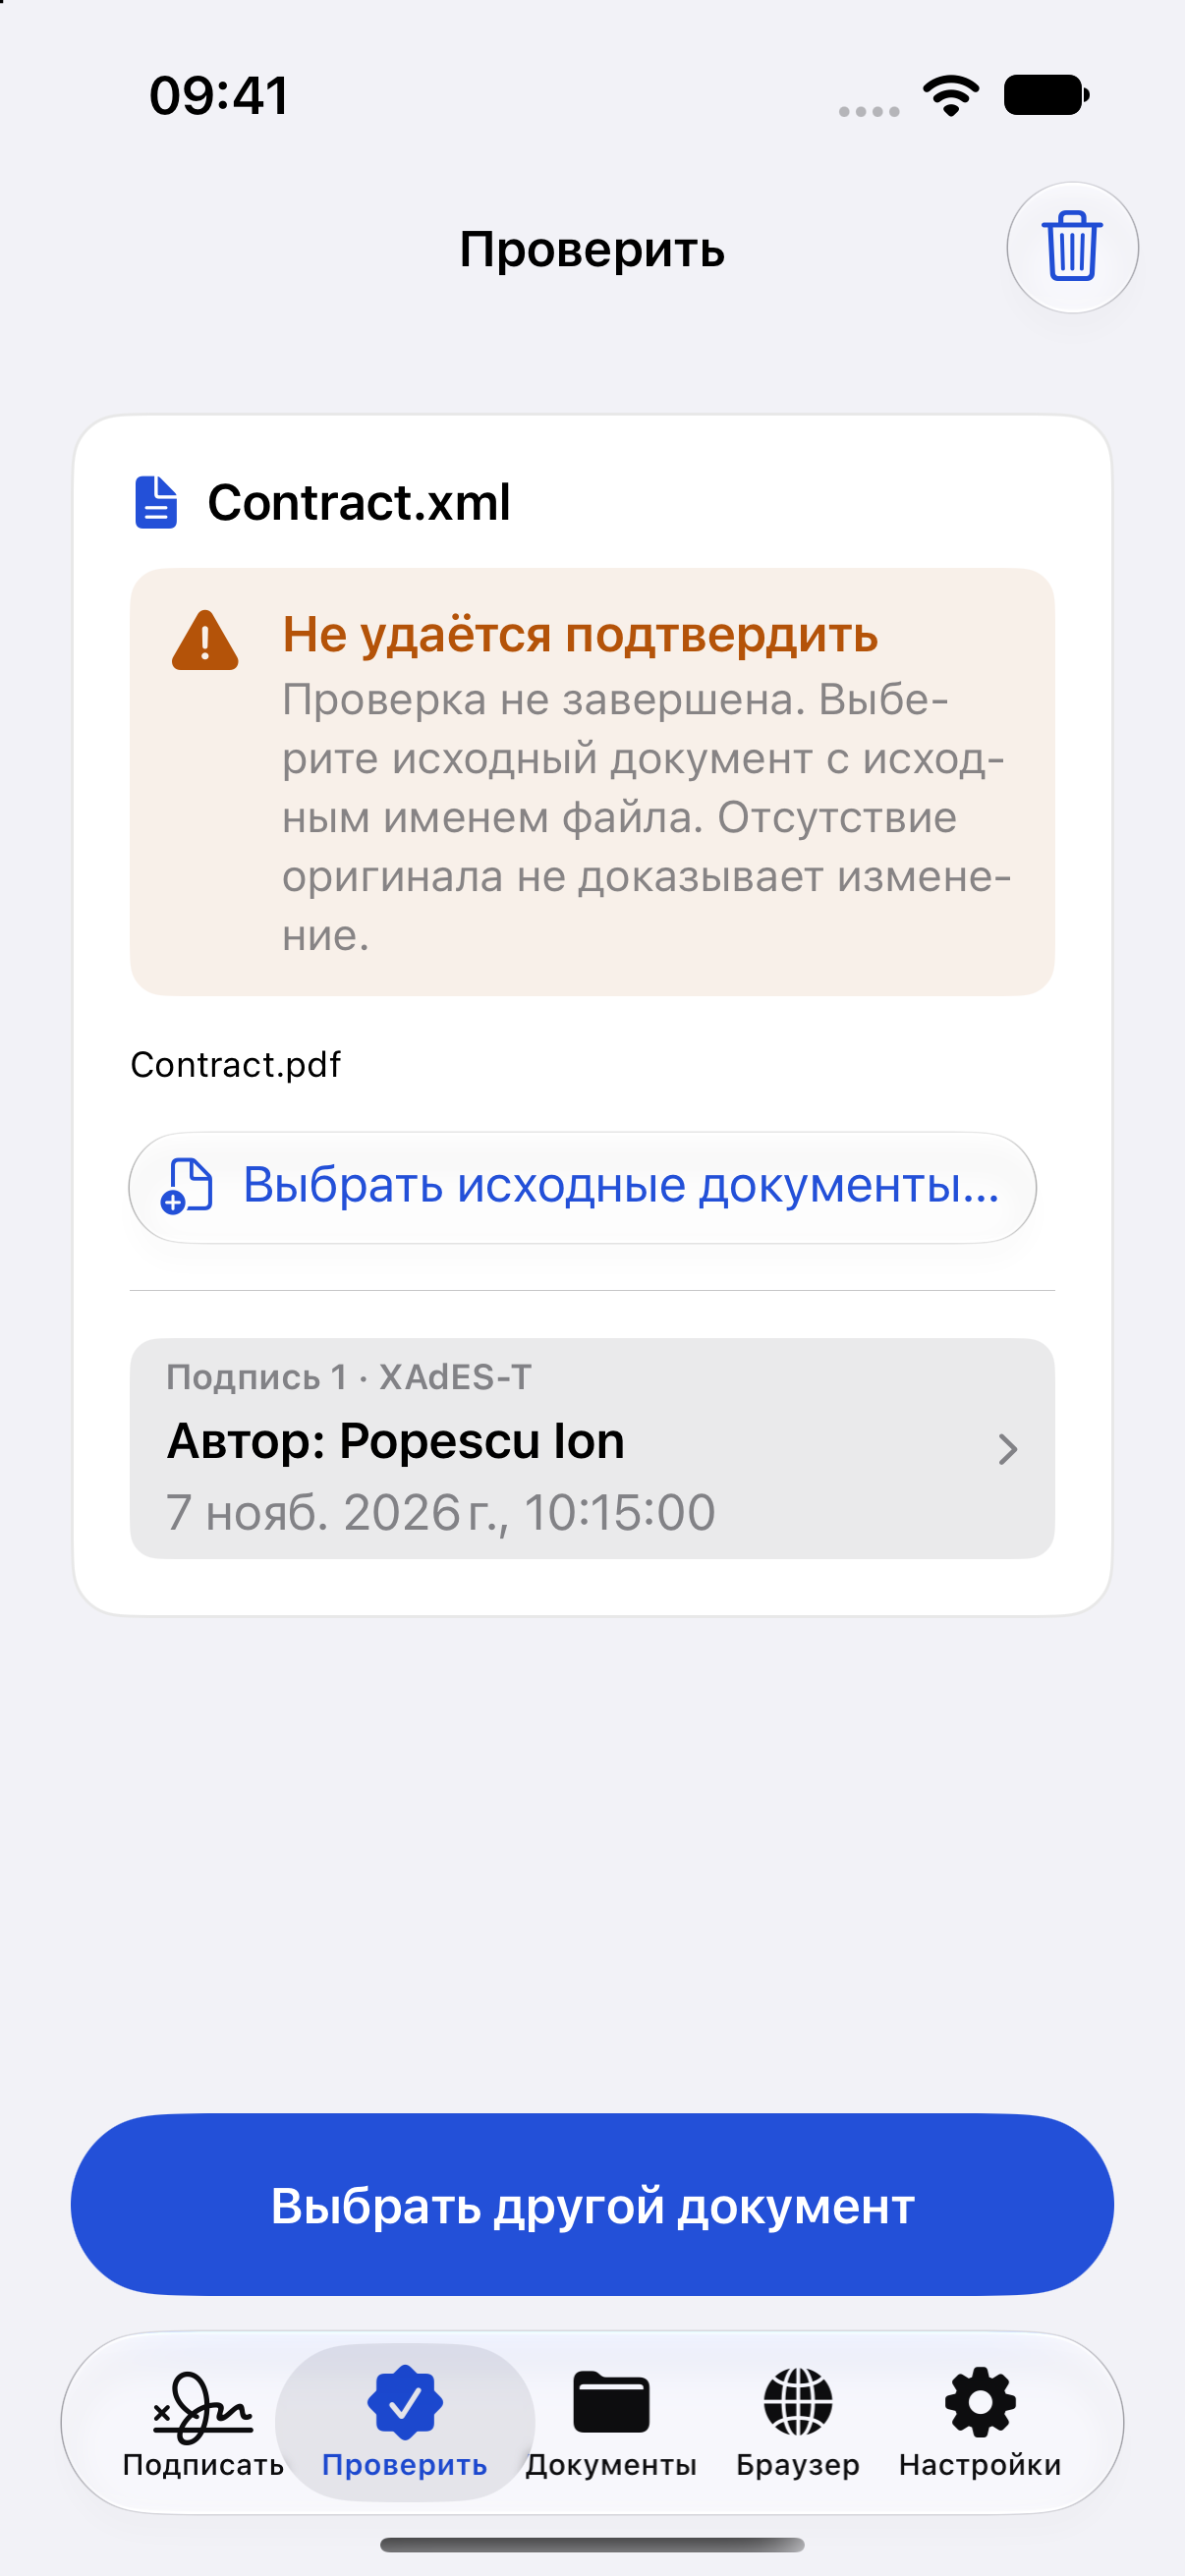 09:41
Проверить
Contract.xml
Не удаётся подтвердить
Проверка не завершена. Выбе-
рите исходный документ с исход-
ным именем файла. Отсутствие
оригинала не доказывает измене-
ние.
Contract.pdf
Выбрать исходные документы...
Подпись 1 · XAdES-T
Автор: Popescu Ion
7 нояб. 2026 г., 10:15:00
Выбрать другой документ
Подписать Проверить Документы Браузер Настройки